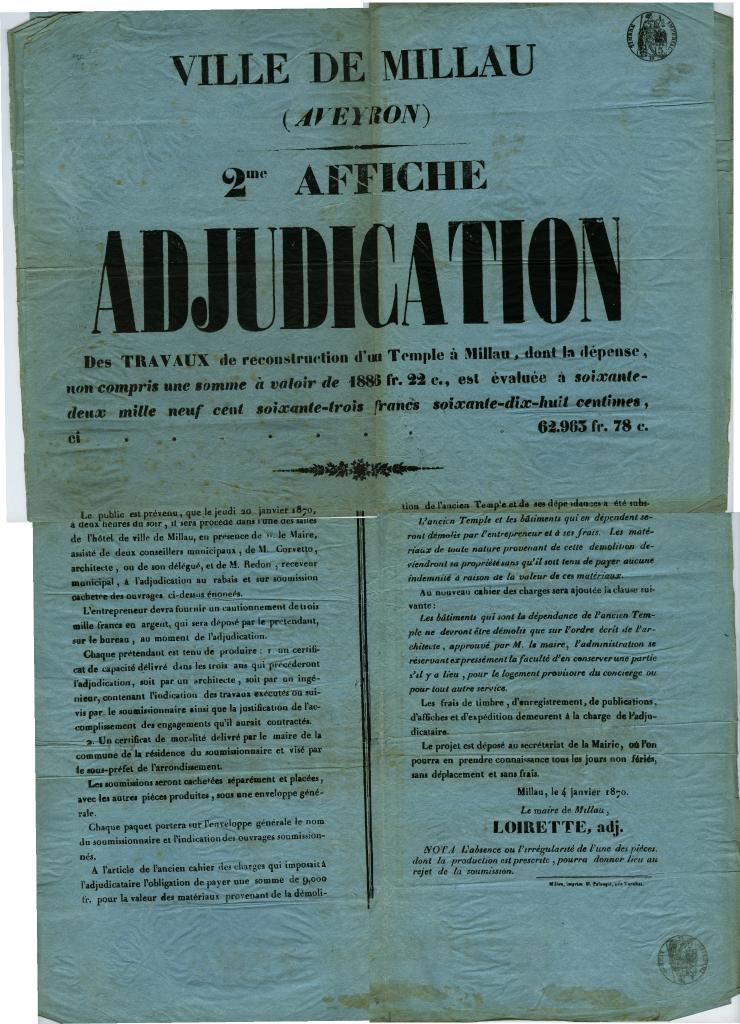 VILLE DE MILLAU
(AVEYRON)
2me AFFICHE
ADJUDICATION
Des TRAVAUX de reconstruction d'un Temple à Millau, dont la dépense,
non compris une somme à valoir de 1886 fr. 22 c., est évaluée à soixante-
deux mille neuf cent soixante-trois francs soixante-dix-huit centimes,
ci . . . . . . . 62.963 fr. 78 c.
Le public est prévenu, que le jeudi 20 janvier 1870,
à deux heures du soir, il sera procédé dans l'une des salles
de l'hôtel de ville de Millau, en présence de le Maire,
assisté de deux conseillers municipaux, de M. Corvetto,
architecte, ou de son délégué, et de M. Redon, receveur
municipal, à l'adjudication au rabais et sur soumission
cachetée des ouvrages ci-dessus énoncés.
L'entrepreneur devra fournir un cautionnement de trois
mille francs en argent, qui sera déposé par le prétendant,
sur le bureau, au moment de l'adjudication.
Chaque prétendant est tenu de produire : 1. un certifi-
cat de capacité délivré dans les trois ans qui précéderont
l'adjudication, soit par un architecte, soit par un ingé-
nieur, contenant l'indication des travaux exécutés ou sui-
vis par le soumissionnaire ainsi que la justification de l'ac-
complissement des engagements qu'il aurait contractés.
2. Un certificat de moralité délivré par le maire de la
commune de la résidence du soumissionnaire et visé par
le sous-préfet de l'arrondissement.
Les soumissions seront cachetées séparément et placées,
avec les autres pièces produites, sous une enveloppe géné-
rale.
Chaque paquet portera sur l'enveloppe générale le nom
du soumissionnaire et l'indication des ouvrages soumission-
nés.
A l'article de l'ancien cahier des charges qui imposait à
l'adjudicataire l'obligation de payer une somme de 9,000
fr. pour la valeur des matériaux provenant de la démoli-
tion de l'ancien Temple et de ses dépendances a été subs-
L'ancien Temple et les bâtiments qui en dépendent se-
ront démolis par l'entrepreneur et à ses frais. Les maté-
riaux de toute nature provenant de cette démolition de-
viendront sa propriété sans qu'il soit tenu de payer aucune
indemnité à raison de la valeur de ces matériaux.
Au nouveau cahier des charges sera ajoutée la clause sui-
vante :
Les bâtiments qui sont la dépendance de l'ancien Tem-
ple ne devront être démolis que sur l'ordre écrit de l'ar-
chitecte, approuvé par M. le maire, l'administration se
réservant expressément la faculté d'en conserver une partie
s'il y a lieu, pour le logement provisoire du concierge ou
pour tout autre service.
Les frais de timbre, d'enregistrement, de publications,
d'affiches et d'expédition demeurent à la charge de l'adju-
dicataire.
Le projet est déposé au secrétariat de la Mairie, où l'on
pourra en prendre connaissance tous les jours non fériés,
sans déplacement et sans frais.
Millau, le 4 janvier 1870.
Le maire de Millau,
LOIRETTE, adj.
NOTA L'absence ou l'irrégularité de l'une des pièces,
dont la production est prescrite, pourra donner lieu au
rejet de la soumission.